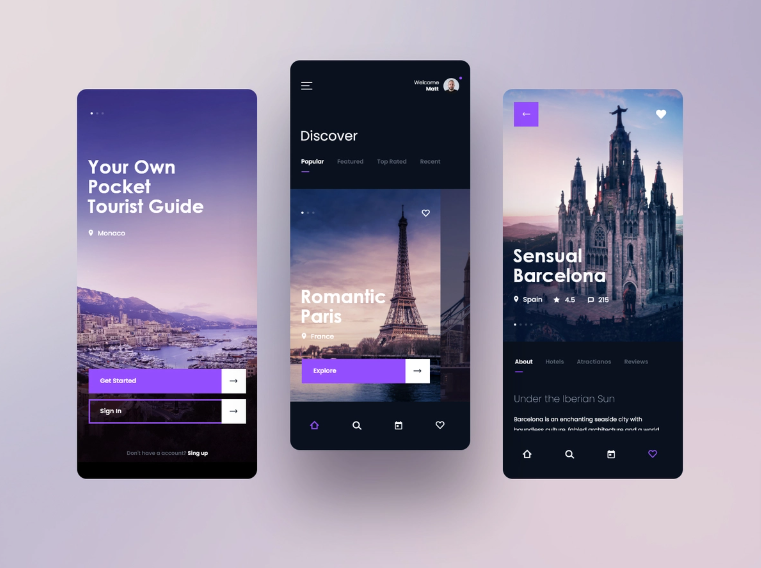 Your Own
Pocket
Tourist Guide
Monaco
Get Started
Sign In
Don't have a account? Sing up
Welcome
Matt
Discover
Popular Featured Top Rated Recent
Romantic
Paris
France
Explore
Sensual
Barcelona
Spain 4.5 215
About Hotels Atractions Reviews
Under the Iberian Sun
Barcelona is an enchanting seaside city with
boundless culture, fabled architecture and a world